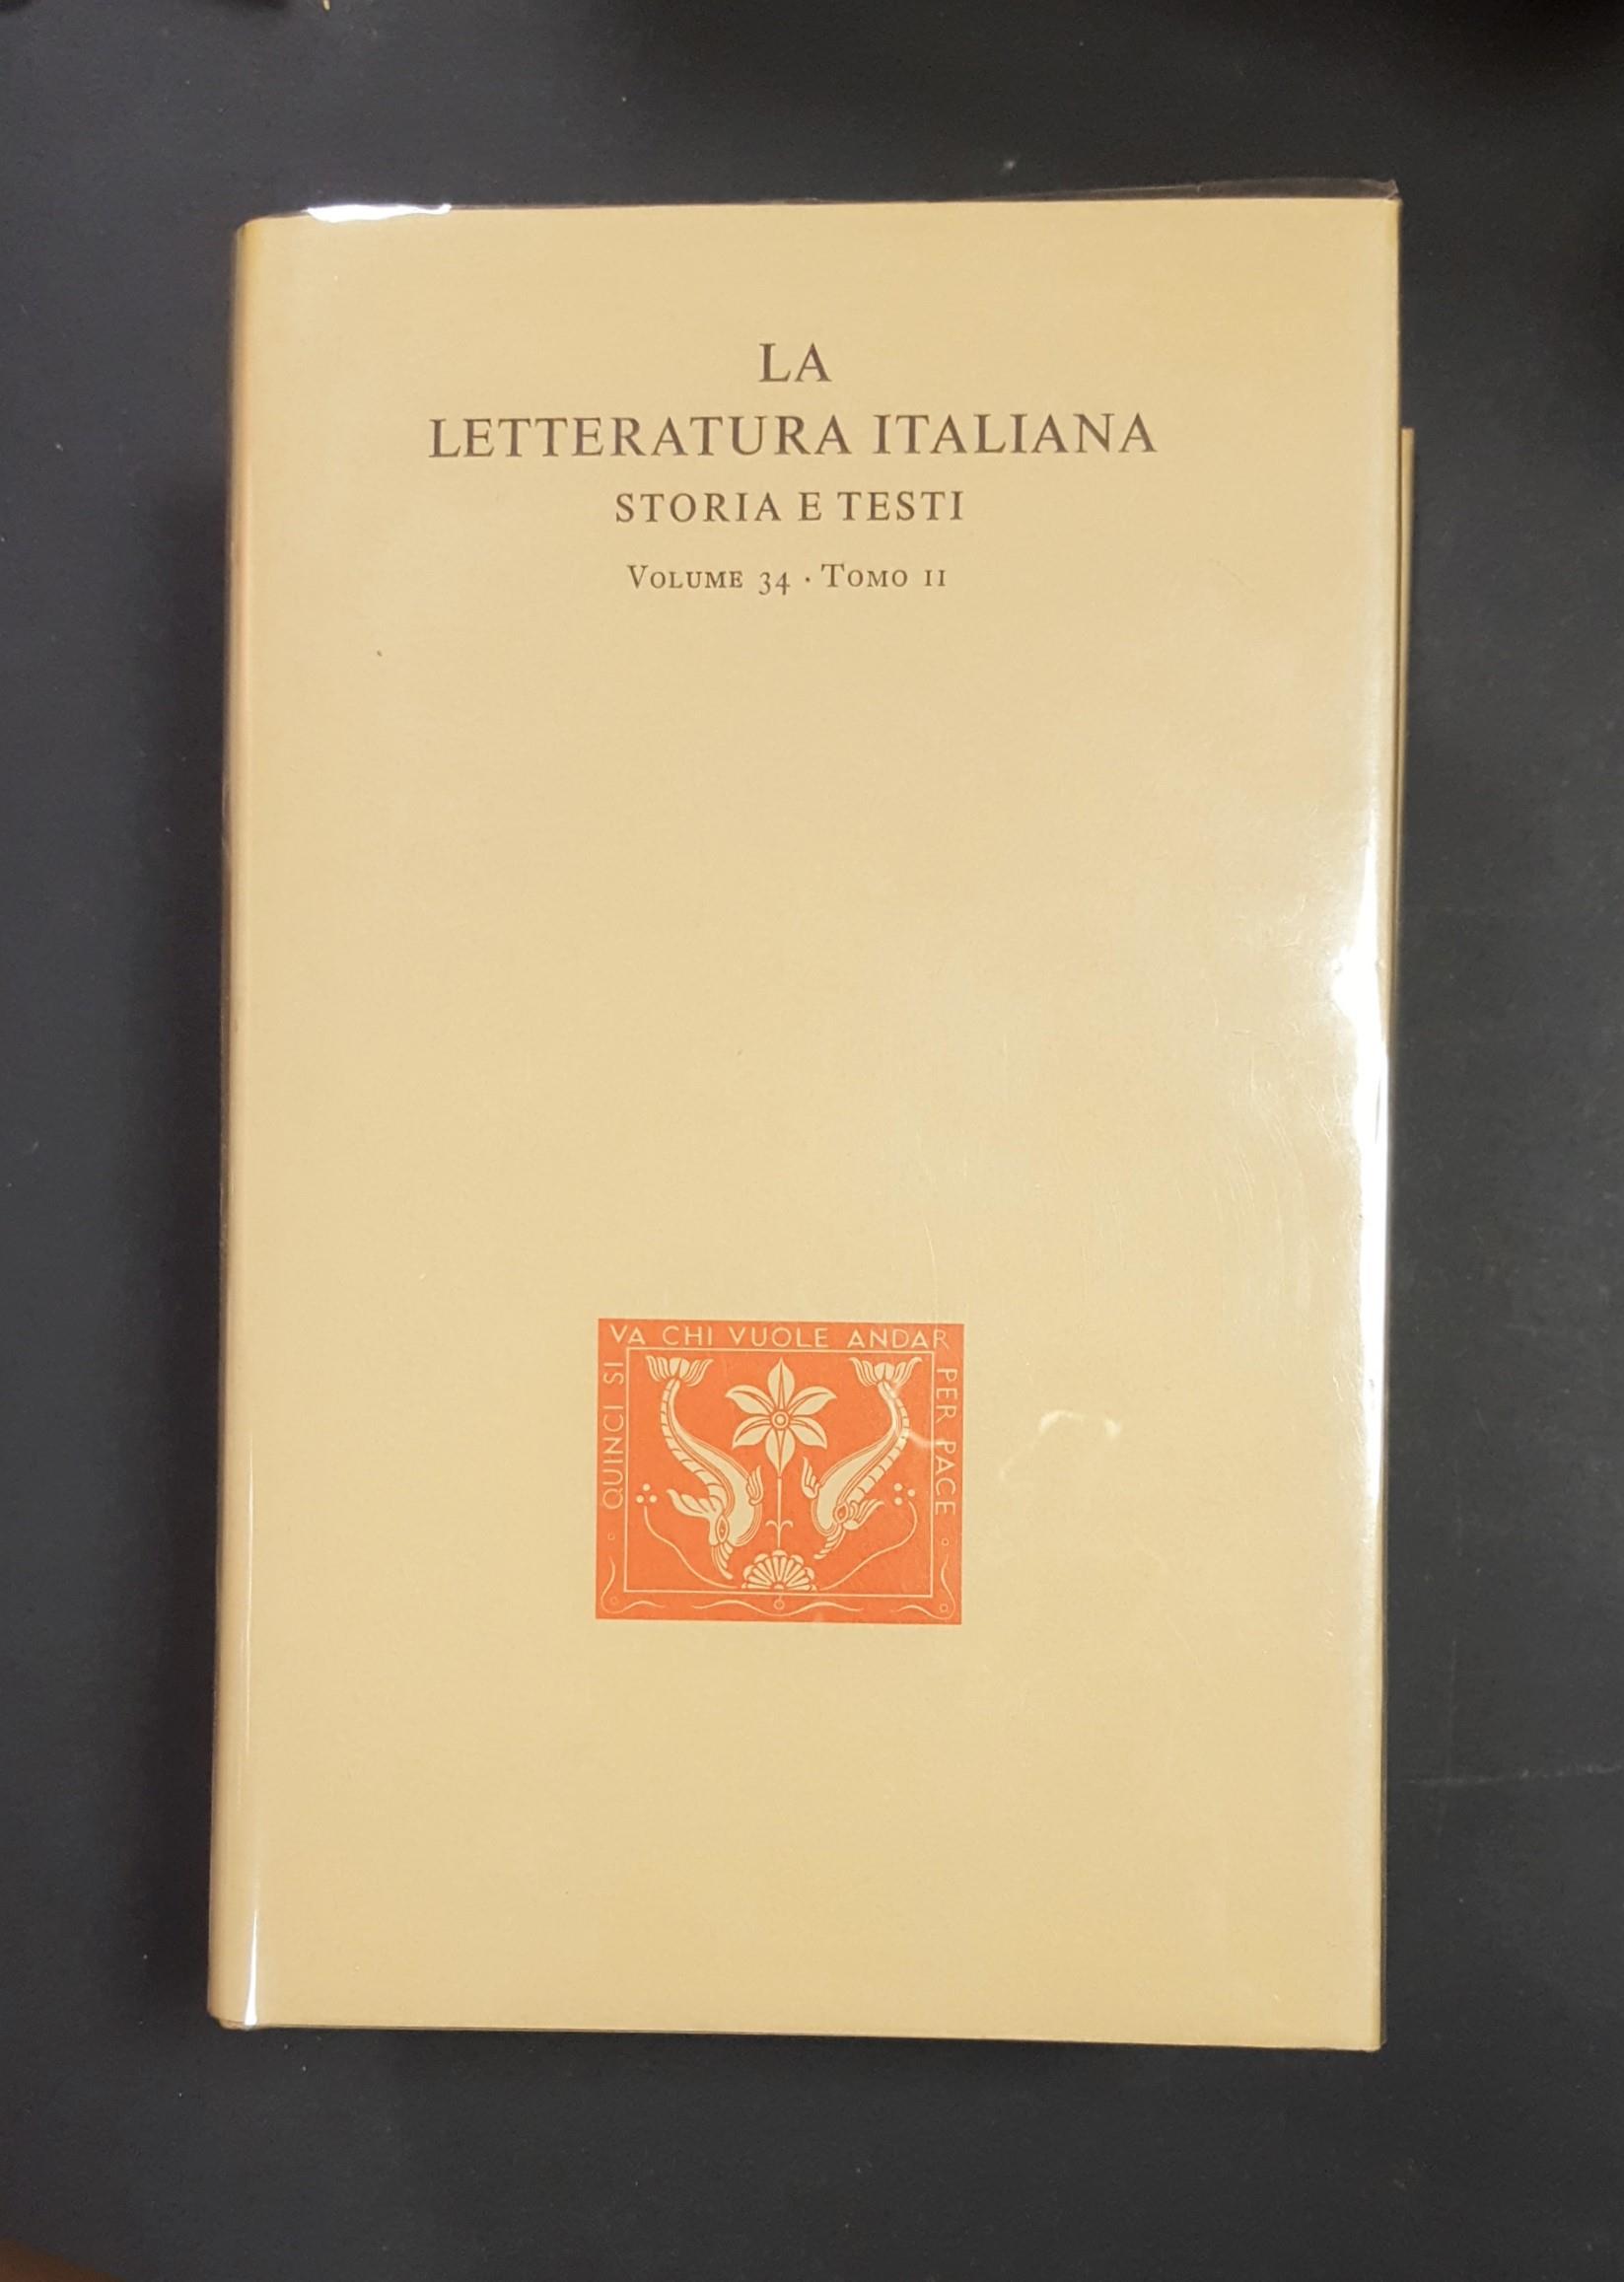 LA
LETTERATURA ITALIANA
STORIA E TESTI
VOLUME 34 · TOMO II
QUINCI SI
VA CHI VUOLE ANDAR
PER PACE